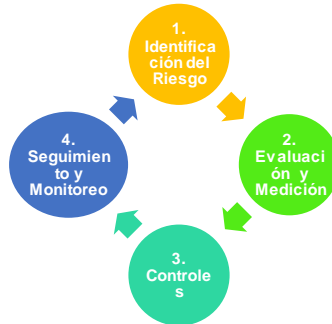 1.
Identifica
ción del
Riesgo
2.
Evaluaci
ón y
Medición
3.
Controle
s
4.
Seguimien
to y
Monitoreo